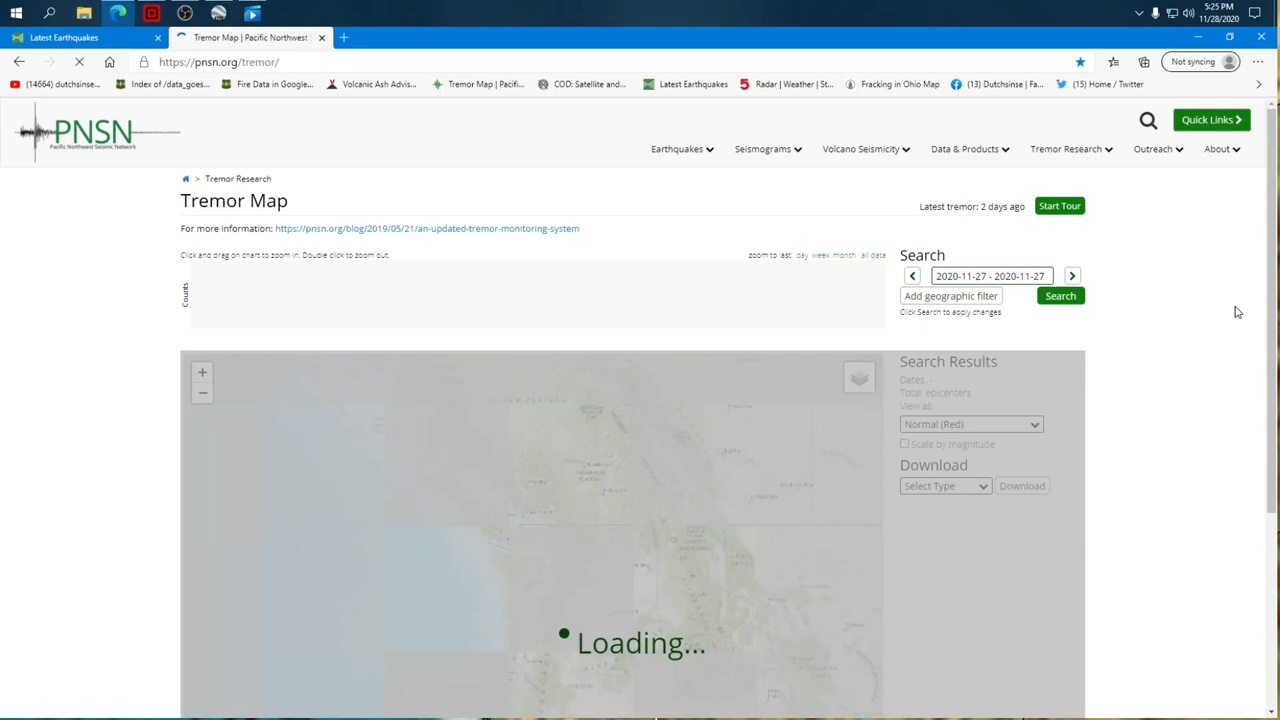 5:25 PM
11/28/2020
Latest Earthquakes
Tremor Map | Pacific Northwest
https://pnsn.org/tremor/
Not syncing
(14664) dutchsinse...
Index of /data_goes...
Fire Data in Google...
Volcanic Ash Advis...
Tremor Map | Pacifi...
COD: Satellite and...
Latest Earthquakes
Radar | Weather | St...
Fracking in Ohio Map
(13) Dutchsinse | Fa...
(15) Home / Twitter
PNSN
Pacific Northwest Seismic Network
Quick Links
Earthquakes
Seismograms
Volcano Seismicity
Data & Products
Tremor Research
Outreach
About
> Tremor Research
Tremor Map
Latest tremor: 2 days ago
Start Tour
For more information: https://pnsn.org/blog/2019/05/21/an-updated-tremor-monitoring-system
Click and drag on chart to zoom in. Double click to zoom out.
zoom to last: day week month all data
Counts
Search
2020-11-27 - 2020-11-27
Add geographic filter
Search
Click Search to apply changes.
+
−
Loading...
Search Results
Dates: -
Total epicenters
View as:
Normal (Red)
Scale by magnitude
Download
Select Type
Download